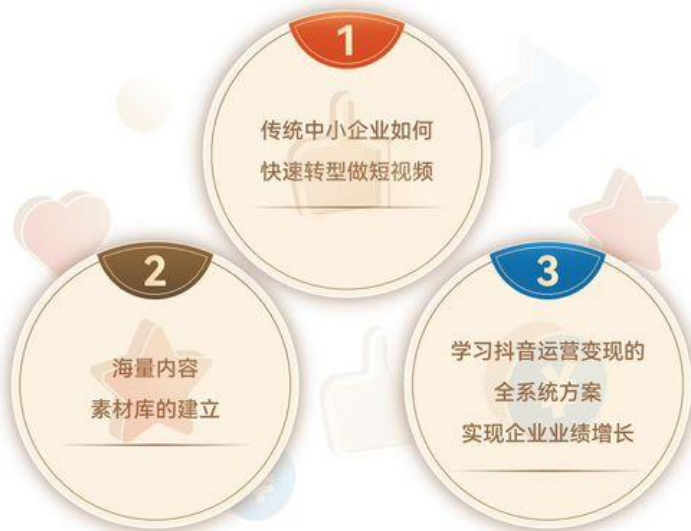 1
传统中小企业如何
快速转型做短视频
2
海量内容
素材库的建立
3
学习抖音运营变现的
全系统方案
实现企业业绩增长